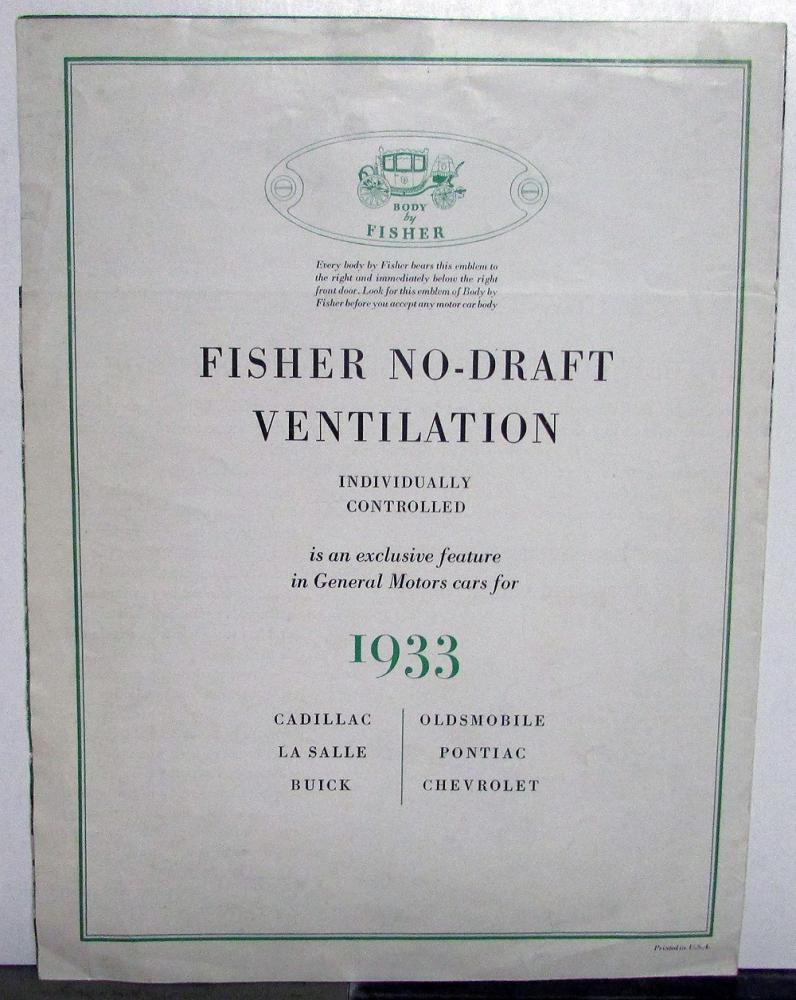 BODY
by
FISHER
Every body by Fisher bears this emblem to
the right and immediately below the right
front door. Look for this emblem of Body by
Fisher before you accept any motor car body
FISHER NO-DRAFT
VENTILATION
INDIVIDUALLY
CONTROLLED
is an exclusive feature
in General Motors cars for
1933
CADILLAC
LA SALLE
BUICK
OLDSMOBILE
PONTIAC
CHEVROLET
Printed in U.S.A.